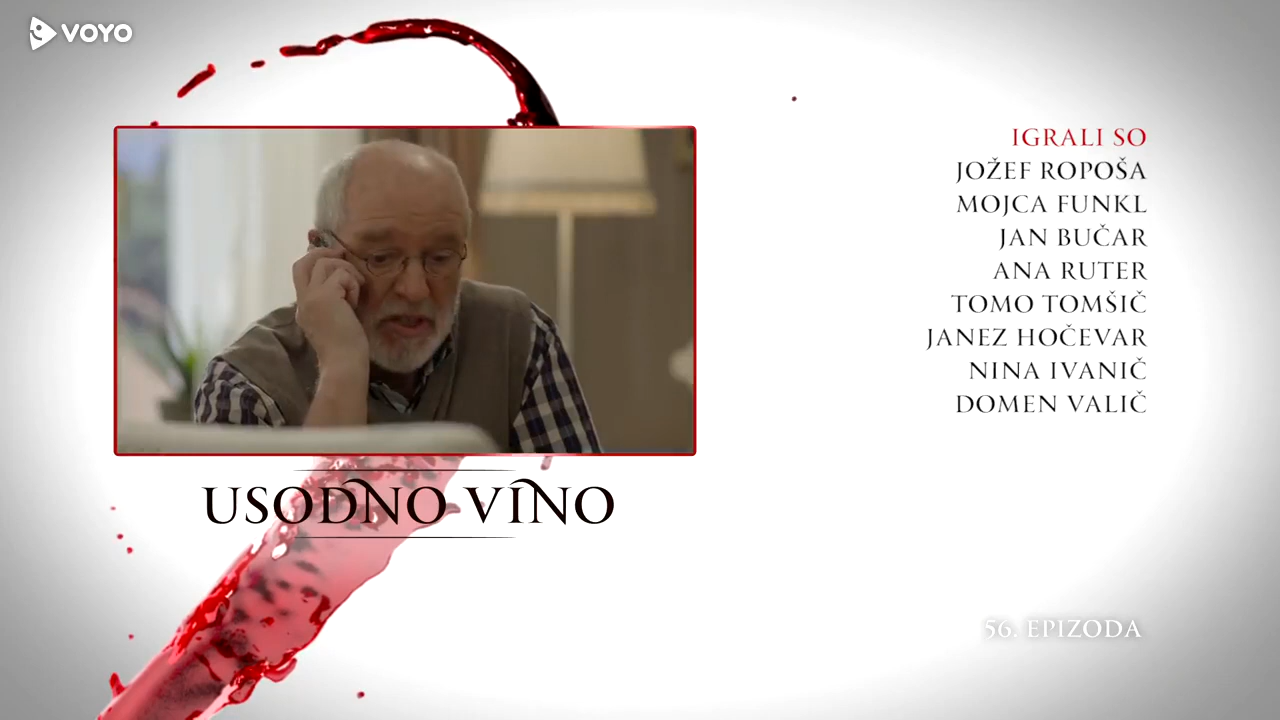 VOYO
IGRALI SO
JOŽEF ROPOŠA
MOJCA FUNKL
JAN BUČAR
ANA RUTER
TOMO TOMŠIČ
JANEZ HOČEVAR
NINA IVANIČ
DOMEN VALIČ
USODNO VINO
56. EPIZODA